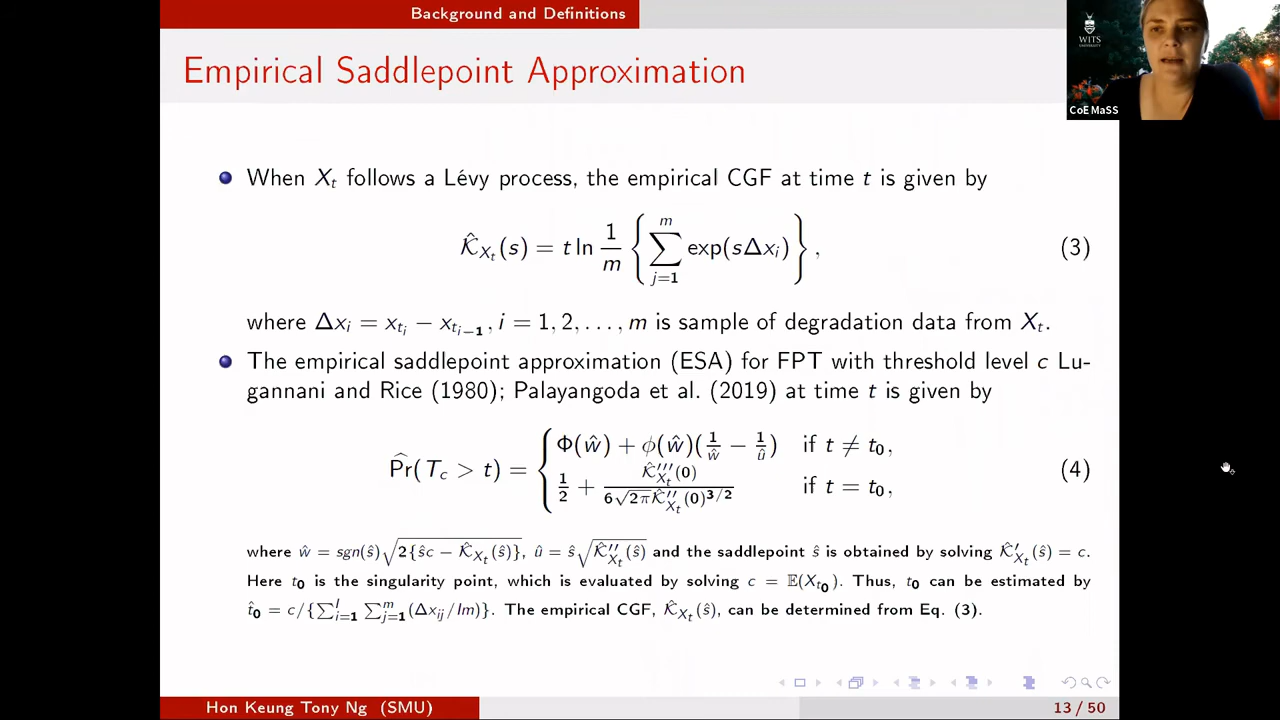 Background and Definitions
Empirical Saddlepoint Approximation
WITS
UNIVERSITY
CoE MaSS
When X_t follows a Lévy process, the empirical CGF at time t is given by
𝒦̂_{X_t}(s) = t ln 1/m { ∑_{j=1}^{m} exp(sΔx_i) } , (3)
where Δx_i = x_{t_i} − x_{t_{i−1}}, i = 1, 2, . . . , m is sample of degradation data from X_t.
The empirical saddlepoint approximation (ESA) for FPT with threshold level c Lu-
gannani and Rice (1980); Palayangoda et al. (2019) at time t is given by
P̂r(T_c > t) = { Φ(ŵ) + ϕ(ŵ)(1/ŵ − 1/û) if t ≠ t_0,
1/2 + 𝒦̂'''_{X_t}(0) / 6√2π𝒦̂''_{X_t}(0)^{3/2} if t = t_0, (4)
where ŵ = sgn(ŝ)√2{ŝc − 𝒦̂_{X_t}(ŝ)}, û = ŝ√𝒦̂''_{X_t}(ŝ) and the saddlepoint ŝ is obtained by solving 𝒦̂'_{X_t}(ŝ) = c.
Here t_0 is the singularity point, which is evaluated by solving c = 𝔼(X_{t_0}). Thus, t_0 can be estimated by
t̂_0 = c/{∑_{i=1}^{I} ∑_{j=1}^{m}(Δx_{ij}/Im)}. The empirical CGF, 𝒦̂_{X_t}(ŝ), can be determined from Eq. (3).
Hon Keung Tony Ng (SMU)
13 / 50